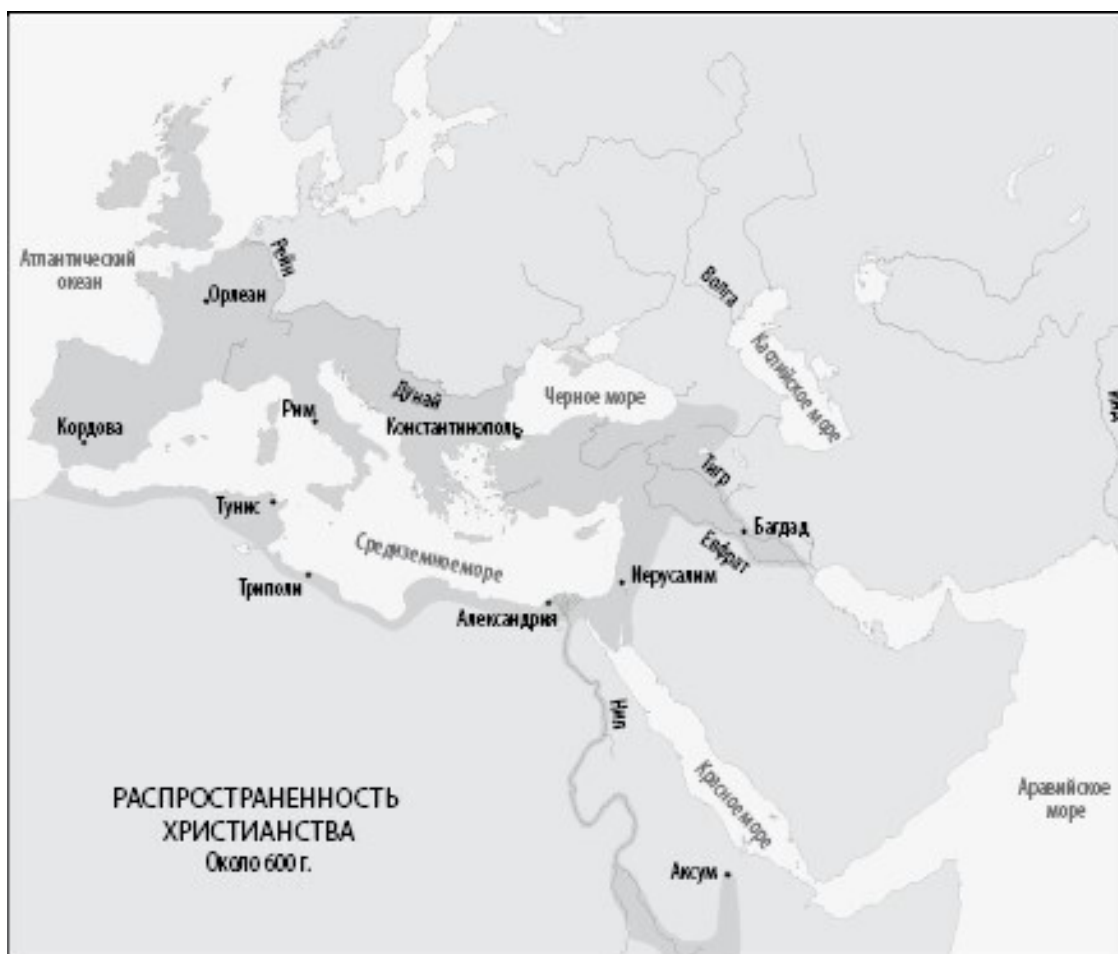 Атлантический
океан
Рейн
Орлеан
Волга
Каспийское море
Дунай
Черное море
Рим
Константинополь
Кордова
Тигр
Тунис
Багдад
Евфрат
Средиземное море
Иерусалим
Триполи
Александрия
Нил
Красное море
Аравийское
море
РАСПРОСТРАНЕННОСТЬ
ХРИСТИАНСТВА
Около 600 г.
Аксум